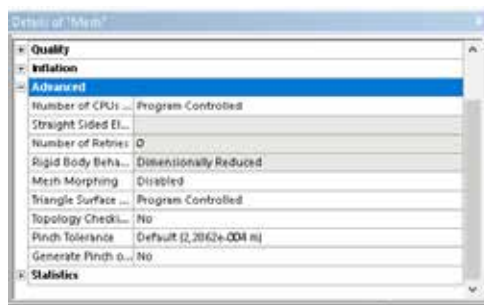 Details of "Mesh"
Quality
Inflation
Advanced
Number of CPUs ... Program Controlled
Straight Sided El...
Number of Retries 0
Rigid Body Beha... Dimensionally Reduced
Mesh Morphing Disabled
Triangle Surface ... Program Controlled
Topology Checki... No
Pinch Tolerance Default (2,2062e-004 m)
Generate Pinch o... No
Statistics